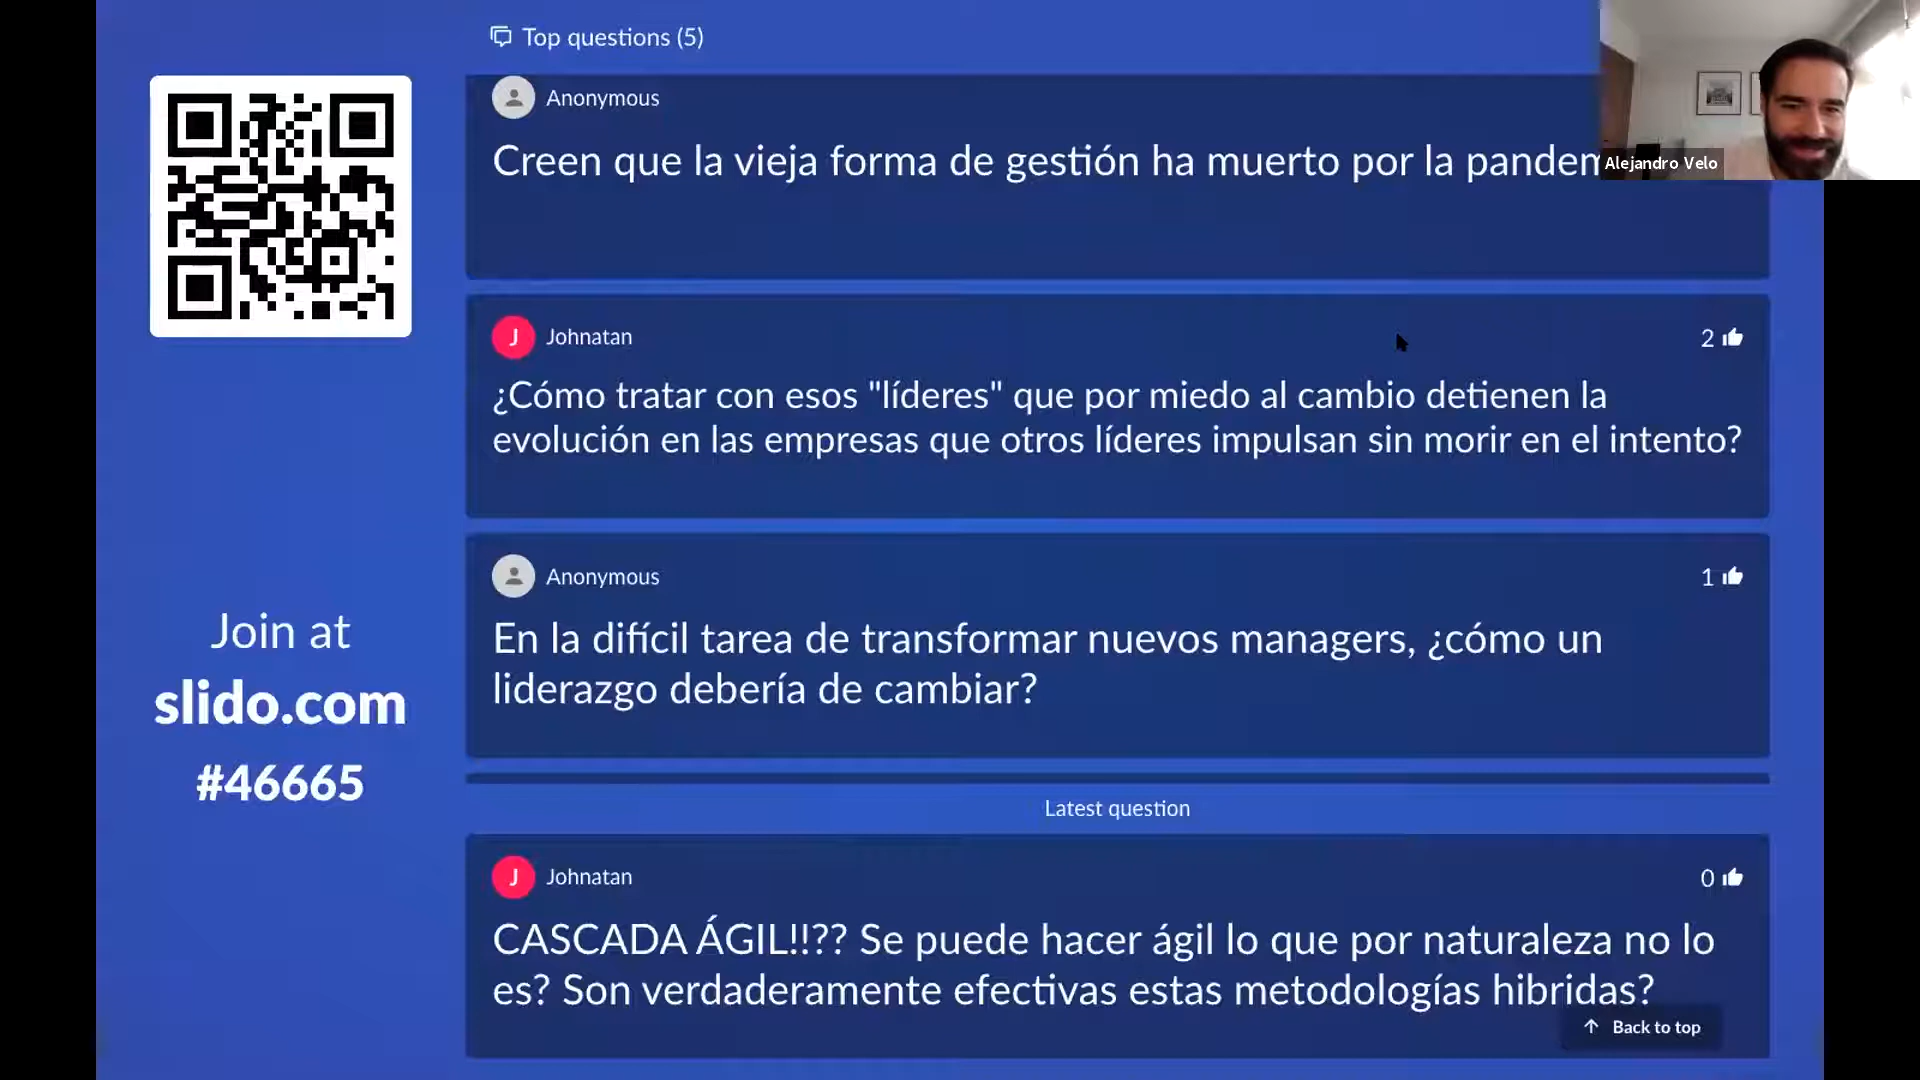 Top questions (5)
Anonymous
Creen que la vieja forma de gestión ha muerto por la
Alejandro Velo
J Johnatan
2
¿Cómo tratar con esos "líderes" que por miedo al cambio detienen la
evolución en las empresas que otros líderes impulsan sin morir en el intento?
Anonymous
1
En la difícil tarea de transformar nuevos managers, ¿cómo un
liderazgo debería de cambiar?
Join at
slido.com
#46665
Latest question
J Johnatan
0
CASCADA ÁGIL!!?? Se puede hacer ágil lo que por naturaleza no lo
es? Son verdaderamente efectivas estas metodologías hibridas?
↑ Back to top